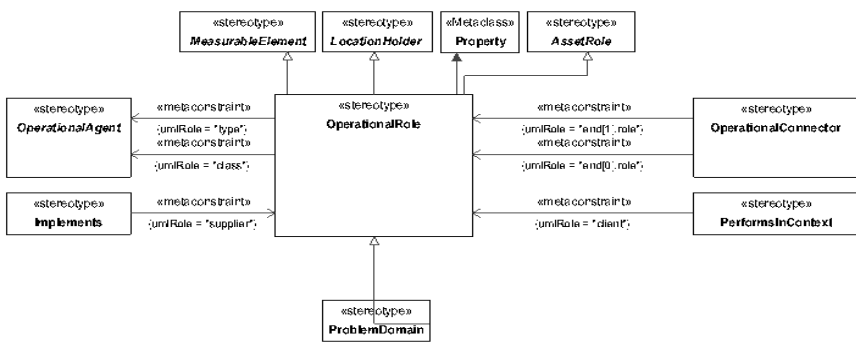 «stereotype» «stereotype» «Metaclass» «stereotype»
MeasurableElement LocationHolder Property AssetRole
«stereotype» «metaconstraint» «stereotype» «metaconstraint» «stereotype»
OperationalAgent {umlRole = "type"} OperationalRole {umlRole = "end[1].role"} OperationalConnector
«metaconstraint» «metaconstraint»
{umlRole = "class"} {umlRole = "end[0].role"}
«stereotype» «metaconstraint» «metaconstraint» «stereotype»
Implements {umlRole = "supplier"} {umlRole = "client"} PerformsInContext
«stereotype»
ProblemDomain